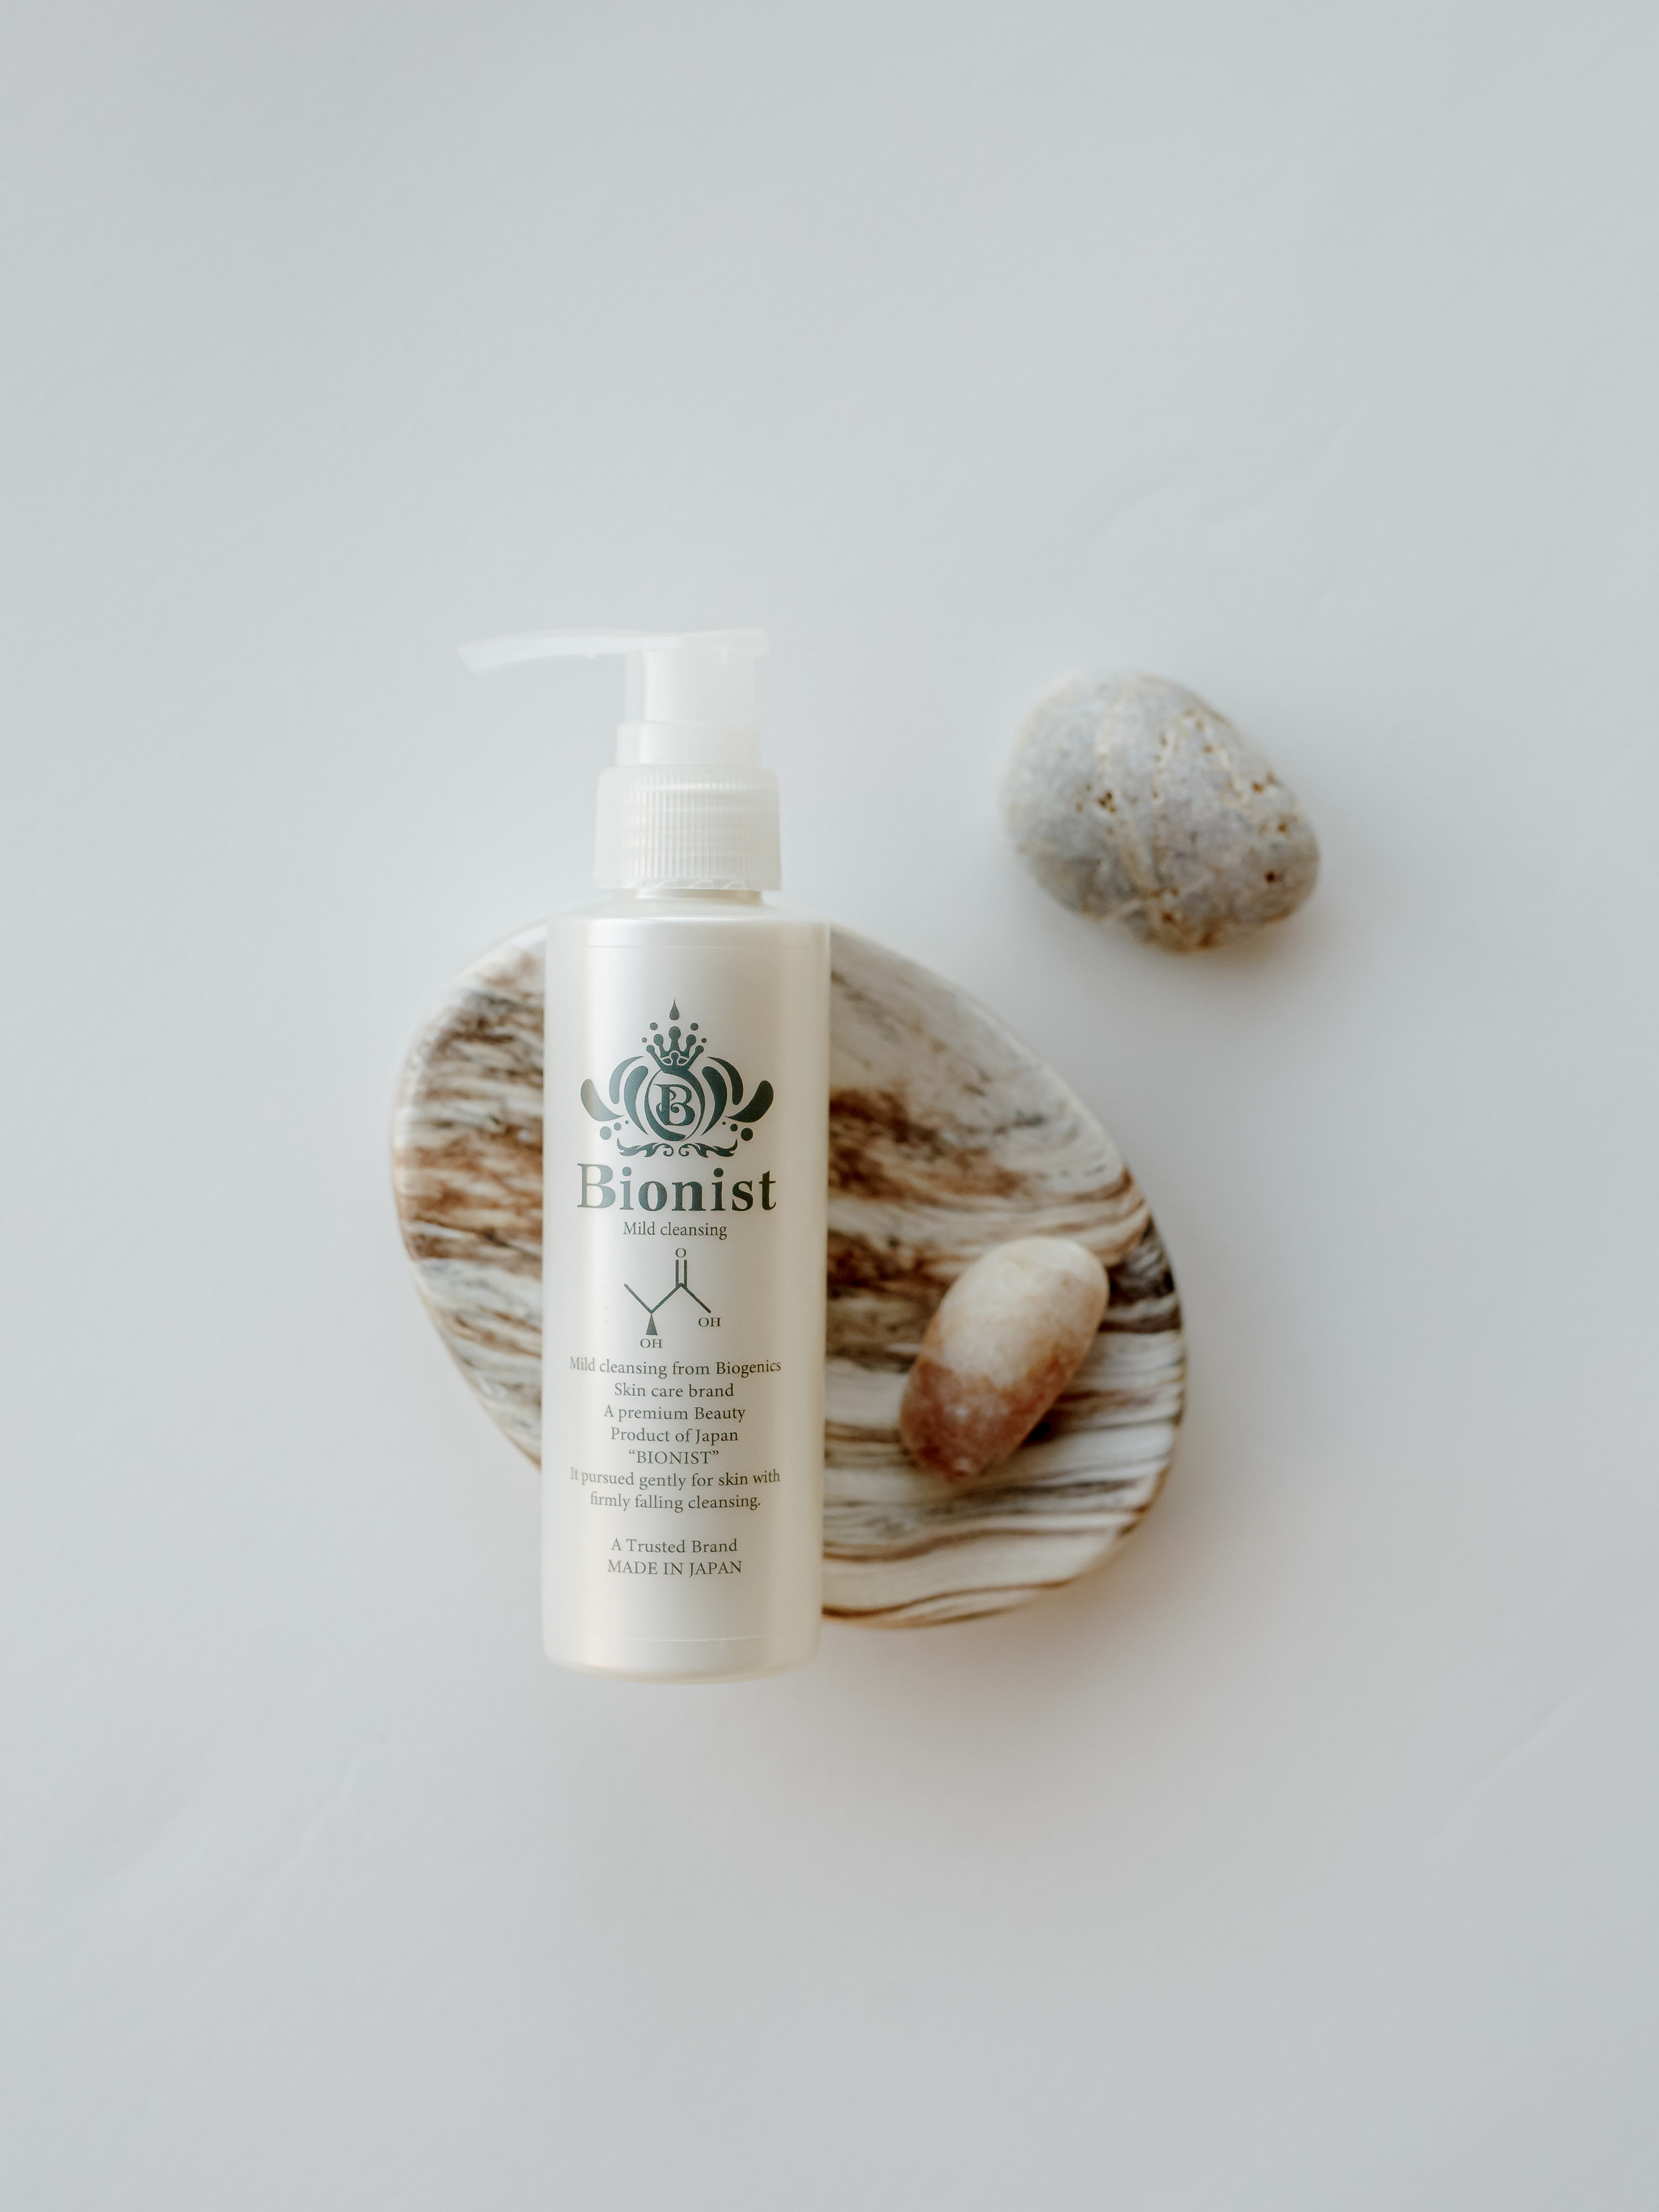 B
Bionist
Mild cleansing
O
OH
OH
Mild cleansing from Biogenics
Skin care brand
A premium Beauty
Product of Japan
“BIONIST”
It pursued gently for skin with
firmly falling cleansing.
A Trusted Brand
MADE IN JAPAN